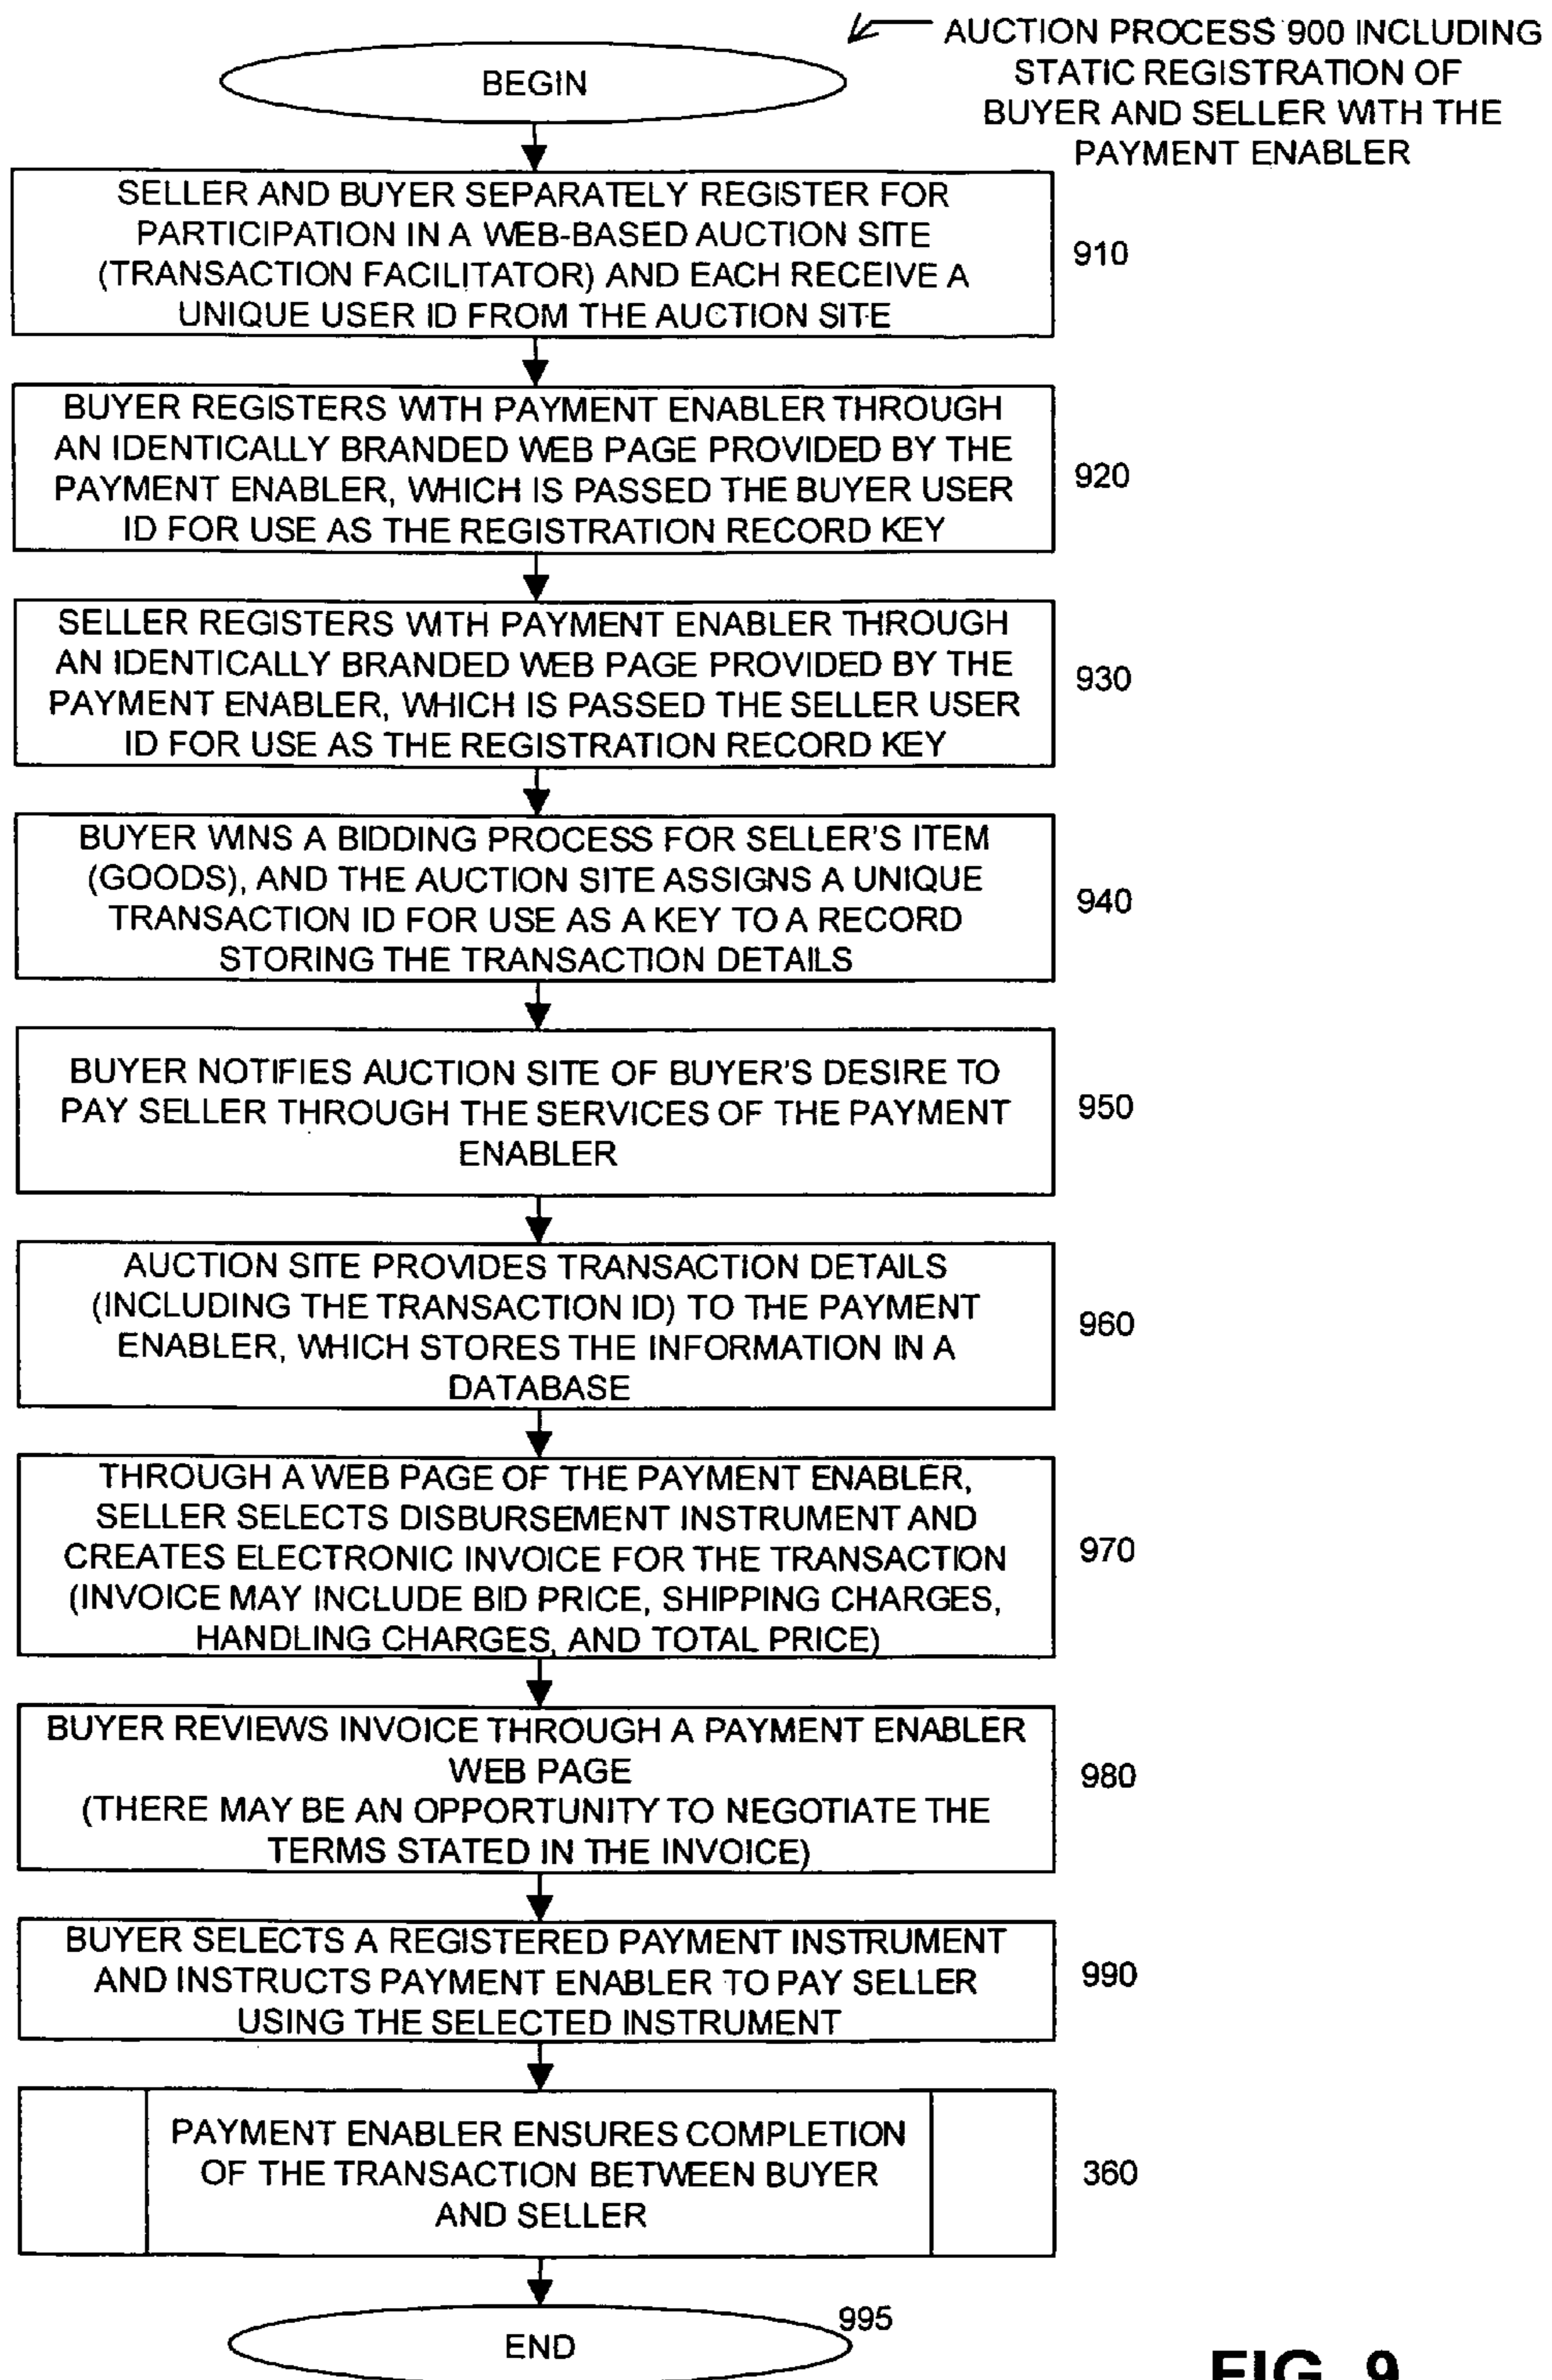 AUCTION PROCESS 900 INCLUDING
STATIC REGISTRATION OF
BUYER AND SELLER WITH THE
PAYMENT ENABLER
BEGIN
SELLER AND BUYER SEPARATELY REGISTER FOR
PARTICIPATION IN A WEB-BASED AUCTION SITE
(TRANSACTION FACILITATOR) AND EACH RECEIVE A
UNIQUE USER ID FROM THE AUCTION SITE
910
BUYER REGISTERS WITH PAYMENT ENABLER THROUGH
AN IDENTICALLY BRANDED WEB PAGE PROVIDED BY THE
PAYMENT ENABLER, WHICH IS PASSED THE BUYER USER
ID FOR USE AS THE REGISTRATION RECORD KEY
920
SELLER REGISTERS WITH PAYMENT ENABLER THROUGH
AN IDENTICALLY BRANDED WEB PAGE PROVIDED BY THE
PAYMENT ENABLER, WHICH IS PASSED THE SELLER USER
ID FOR USE AS THE REGISTRATION RECORD KEY
930
BUYER WINS A BIDDING PROCESS FOR SELLER'S ITEM
(GOODS), AND THE AUCTION SITE ASSIGNS A UNIQUE
TRANSACTION ID FOR USE AS A KEY TO A RECORD
STORING THE TRANSACTION DETAILS
940
BUYER NOTIFIES AUCTION SITE OF BUYER'S DESIRE TO
PAY SELLER THROUGH THE SERVICES OF THE PAYMENT
ENABLER
950
AUCTION SITE PROVIDES TRANSACTION DETAILS
(INCLUDING THE TRANSACTION ID) TO THE PAYMENT
ENABLER, WHICH STORES THE INFORMATION IN A
DATABASE
960
THROUGH A WEB PAGE OF THE PAYMENT ENABLER,
SELLER SELECTS DISBURSEMENT INSTRUMENT AND
CREATES ELECTRONIC INVOICE FOR THE TRANSACTION
(INVOICE MAY INCLUDE BID PRICE, SHIPPING CHARGES,
HANDLING CHARGES, AND TOTAL PRICE)
970
BUYER REVIEWS INVOICE THROUGH A PAYMENT ENABLER
WEB PAGE
(THERE MAY BE AN OPPORTUNITY TO NEGOTIATE THE
TERMS STATED IN THE INVOICE)
980
BUYER SELECTS A REGISTERED PAYMENT INSTRUMENT
AND INSTRUCTS PAYMENT ENABLER TO PAY SELLER
USING THE SELECTED INSTRUMENT
990
PAYMENT ENABLER ENSURES COMPLETION
OF THE TRANSACTION BETWEEN BUYER
AND SELLER
360
END
995
FIG. 9